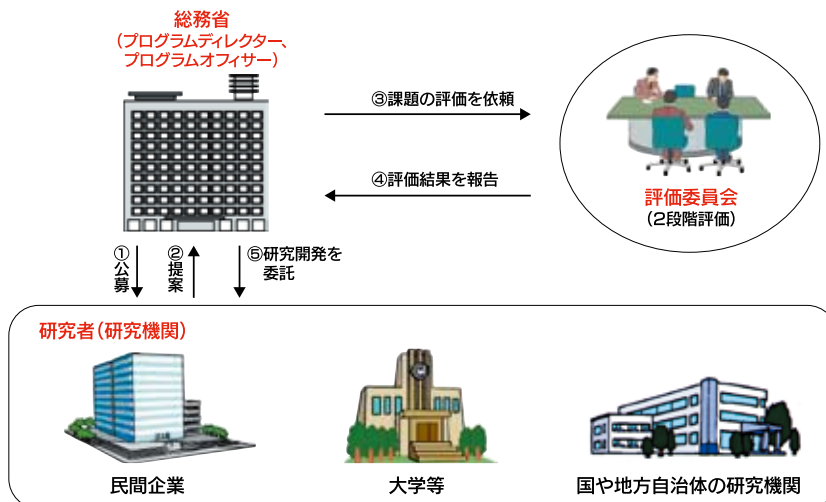 総務省
(プログラムディレクター、
プログラムオフィサー)
③課題の評価を依頼
④評価結果を報告
評価委員会
(2段階評価)
①公募
②提案
⑤研究開発を
委託
研究者(研究機関)
民間企業
大学等
国や地方自治体の研究機関